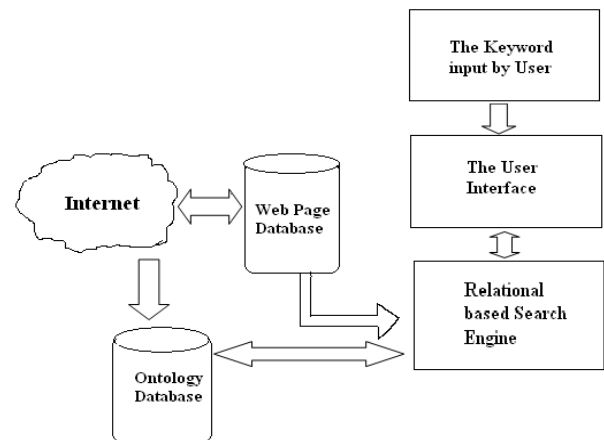 The Keyword
input by User
The User
Interface
Internet
Web Page
Database
Relational
based Search
Engine
Ontology
Database